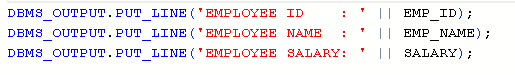 DBMS_OUTPUT.PUT_LINE('EMPLOYEE ID    : ' || EMP_ID);
DBMS_OUTPUT.PUT_LINE('EMPLOYEE NAME  : ' || EMP_NAME);
DBMS_OUTPUT.PUT_LINE('EMPLOYEE SALARY: ' || SALARY);